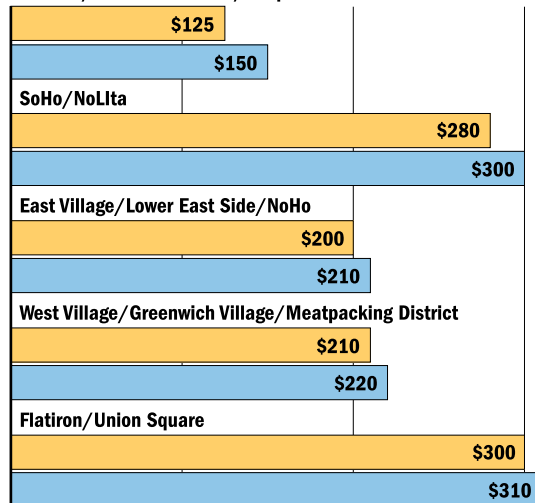 $125
$150
SoHo/NoLIta
$280
$300
East Village/Lower East Side/NoHo
$200
$210
West Village/Greenwich Village/Meatpacking District
$210
$220
Flatiron/Union Square
$300
$310